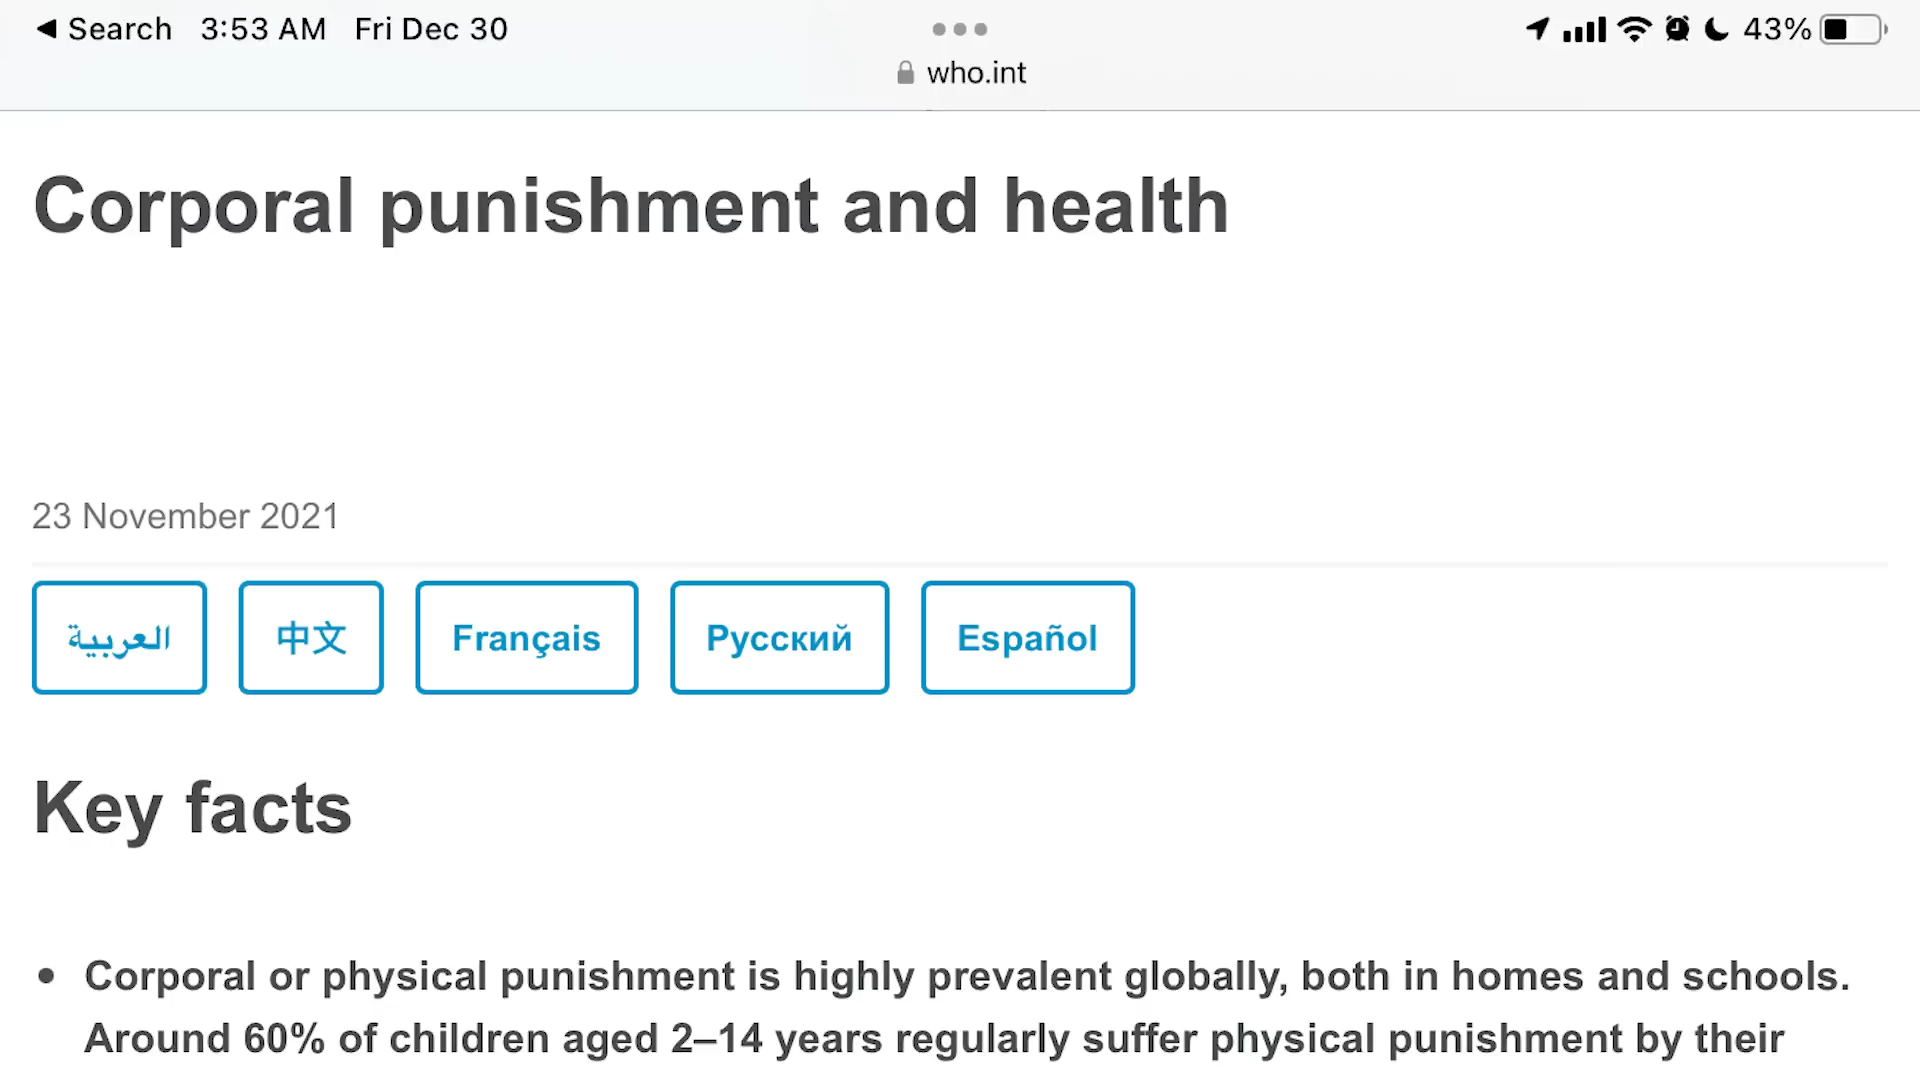 Search 3:53 AM Fri Dec 30
43%
who.int
Corporal punishment and health
23 November 2021
العربية
中文
Français
Русский
Español
Key facts
• Corporal or physical punishment is highly prevalent globally, both in homes and schools.
Around 60% of children aged 2–14 years regularly suffer physical punishment by their